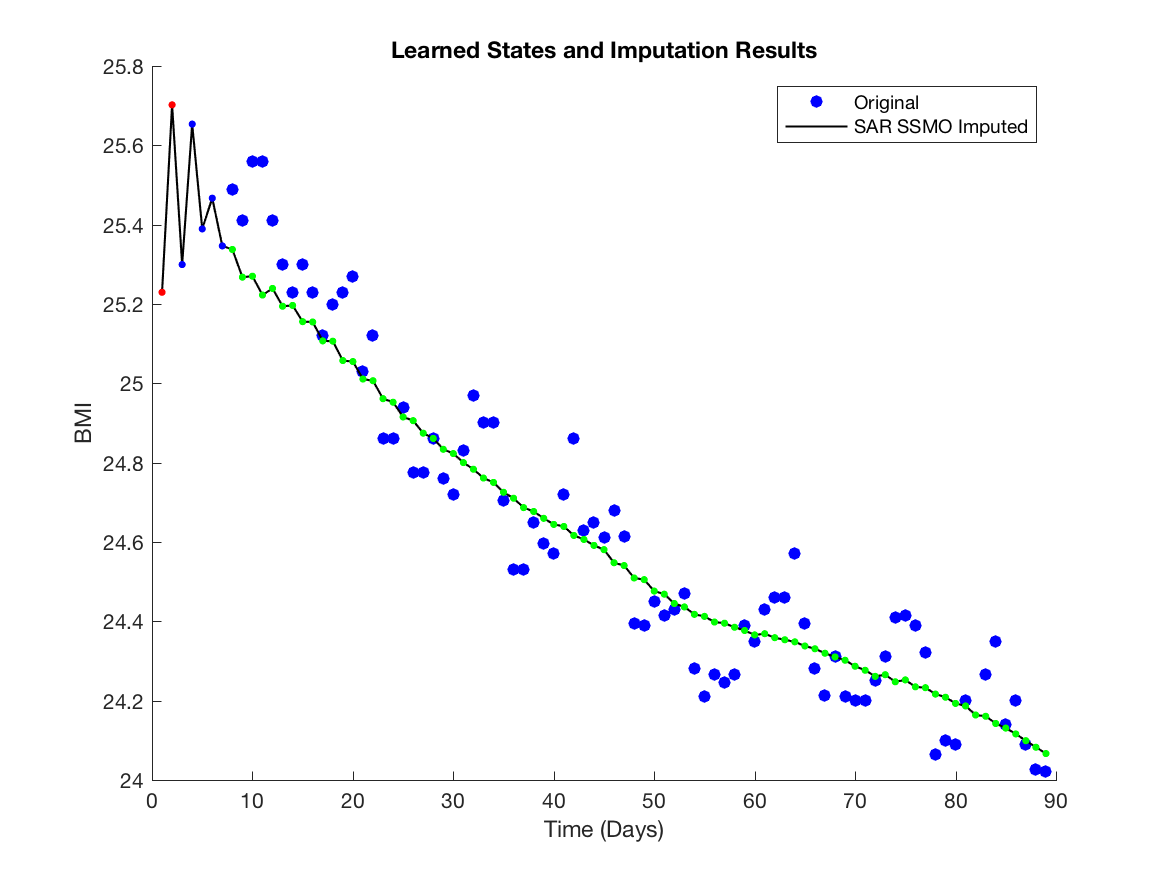 Learned States and Imputation Results
25.8
25.6
25.4
25.2
25
24.8
24.6
24.4
24.2
24
BMI
Original
SAR SSMO Imputed
0 10 20 30 40 50 60 70 80 90
Time (Days)